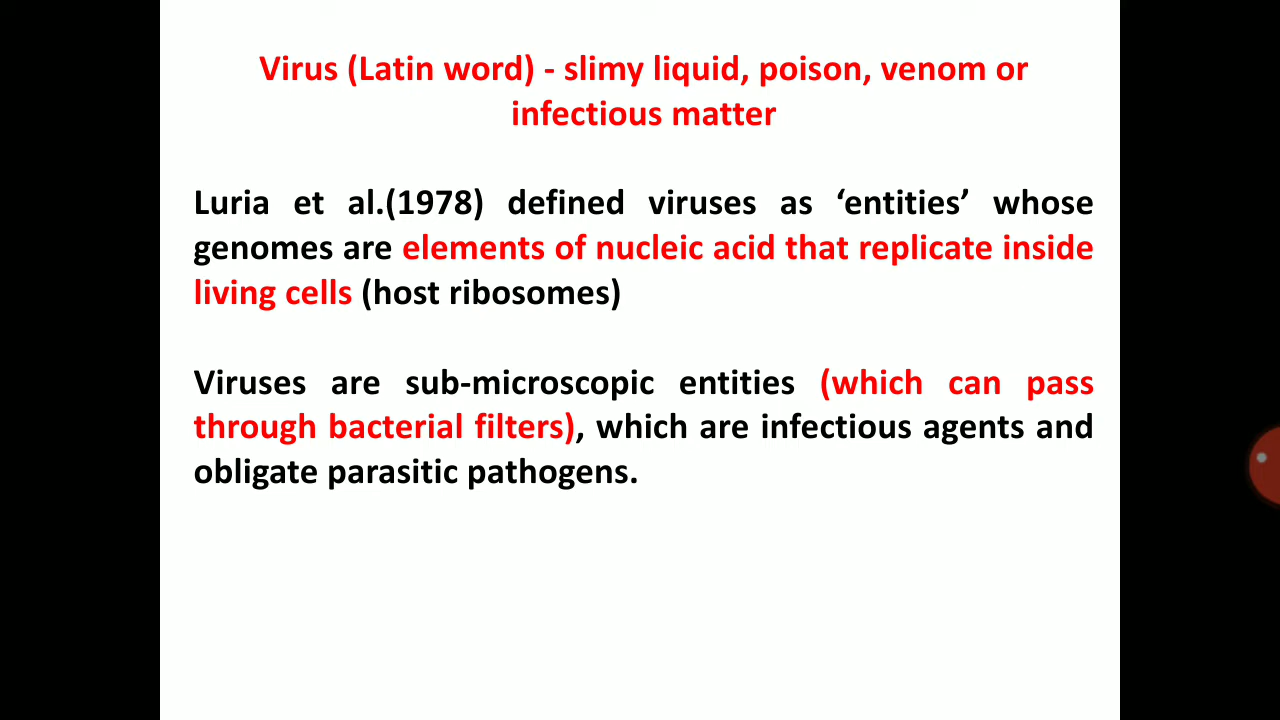 Virus (Latin word) - slimy liquid, poison, venom or
infectious matter
Luria et al.(1978) defined viruses as ‘entities’ whose
genomes are elements of nucleic acid that replicate inside
living cells (host ribosomes)
Viruses are sub-microscopic entities (which can pass
through bacterial filters), which are infectious agents and
obligate parasitic pathogens.